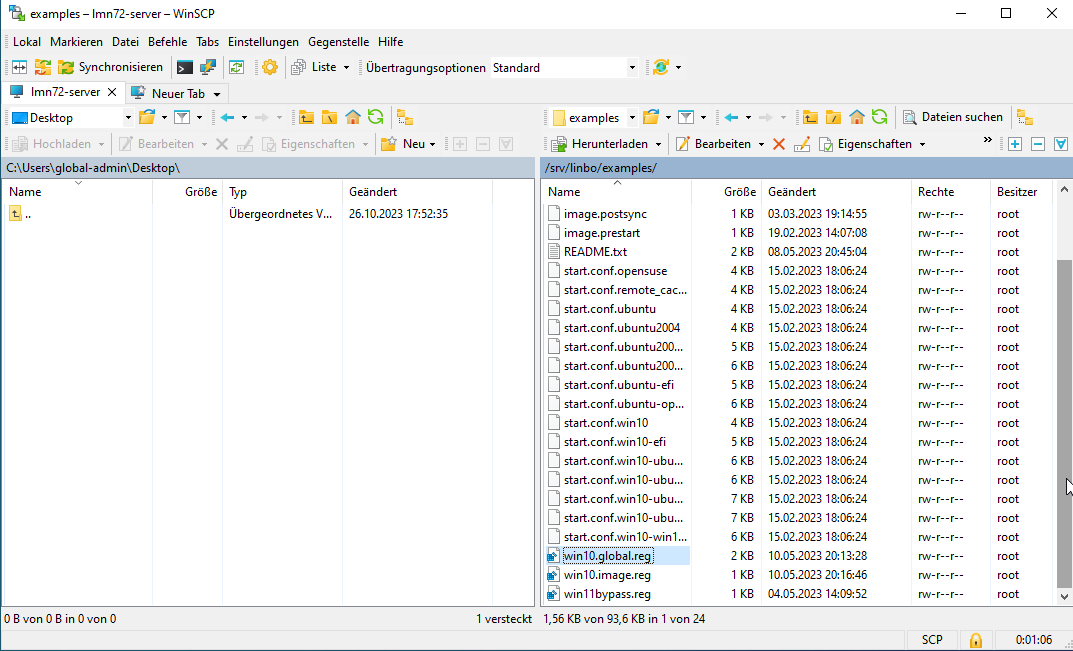 examples – lmn72-server – WinSCP
Lokal Markieren Datei Befehle Tabs Einstellungen Gegenstelle Hilfe
Synchronisieren Liste Übertragungsoptionen Standard
lmn72-server Neuer Tab
Desktop examples Dateien suchen
Hochladen Bearbeiten Eigenschaften Neu Herunterladen Bearbeiten Eigenschaften »
C:\Users\global-admin\Desktop\ /srv/linbo/examples/
Name Größe Typ Geändert Name Größe Geändert Rechte Besitzer
.. Übergeordnetes V... 26.10.2023 17:52:35 image.postsync 1 KB 03.03.2023 19:14:55 rw-r--r-- root
image.prestart 1 KB 19.02.2023 14:07:08 rw-r--r-- root
README.txt 2 KB 08.05.2023 20:45:04 rw-r--r-- root
start.conf.opensuse 4 KB 15.02.2023 18:06:24 rw-r--r-- root
start.conf.remote_cac... 4 KB 15.02.2023 18:06:24 rw-r--r-- root
start.conf.ubuntu 4 KB 15.02.2023 18:06:24 rw-r--r-- root
start.conf.ubuntu2004 4 KB 15.02.2023 18:06:24 rw-r--r-- root
start.conf.ubuntu200... 5 KB 15.02.2023 18:06:24 rw-r--r-- root
start.conf.ubuntu200... 6 KB 15.02.2023 18:06:24 rw-r--r-- root
start.conf.ubuntu-efi 5 KB 15.02.2023 18:06:24 rw-r--r-- root
start.conf.ubuntu-op... 6 KB 15.02.2023 18:06:24 rw-r--r-- root
start.conf.win10 4 KB 15.02.2023 18:06:24 rw-r--r-- root
start.conf.win10-efi 5 KB 15.02.2023 18:06:24 rw-r--r-- root
start.conf.win10-ubu... 6 KB 15.02.2023 18:06:24 rw-r--r-- root
start.conf.win10-ubu... 6 KB 15.02.2023 18:06:24 rw-r--r-- root
start.conf.win10-ubu... 7 KB 15.02.2023 18:06:24 rw-r--r-- root
start.conf.win10-ubu... 7 KB 15.02.2023 18:06:24 rw-r--r-- root
start.conf.win10-win1... 6 KB 15.02.2023 18:06:24 rw-r--r-- root
win10.global.reg 2 KB 10.05.2023 20:13:28 rw-r--r-- root
win10.image.reg 1 KB 10.05.2023 20:16:46 rw-r--r-- root
win11bypass.reg 1 KB 04.05.2023 14:09:52 rw-r--r-- root
0 B von 0 B in 0 von 0 1 versteckt 1,56 KB von 93,6 KB in 1 von 24
SCP 0:01:06